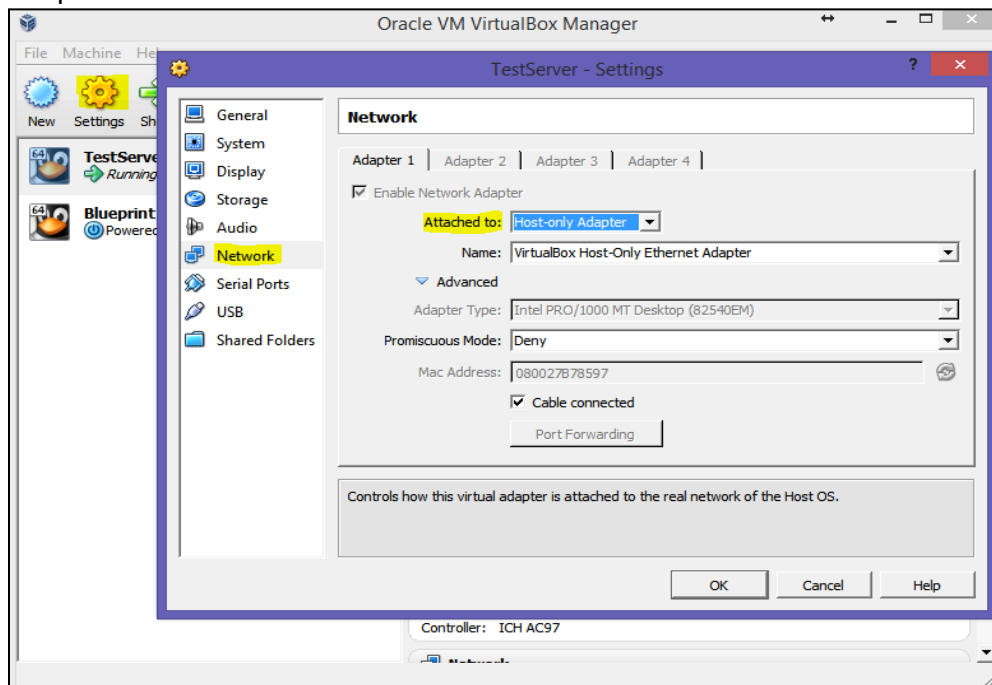 Oracle VM VirtualBox Manager
File Machine He
TestServer - Settings
?
New Settings Sh
64 TestServe
Running
64 Blueprint
Powered
General
System
Display
Storage
Audio
Network
Serial Ports
USB
Shared Folders
Network
Adapter 1 Adapter 2 Adapter 3 Adapter 4
Enable Network Adapter
Attached to: Host-only Adapter
Name: VirtualBox Host-Only Ethernet Adapter
Advanced
Adapter Type: Intel PRO/1000 MT Desktop (82540EM)
Promiscuous Mode: Deny
Mac Address: 080027B78597
Cable connected
Port Forwarding
Controls how this virtual adapter is attached to the real network of the Host OS.
OK Cancel Help
Controller: ICH AC97